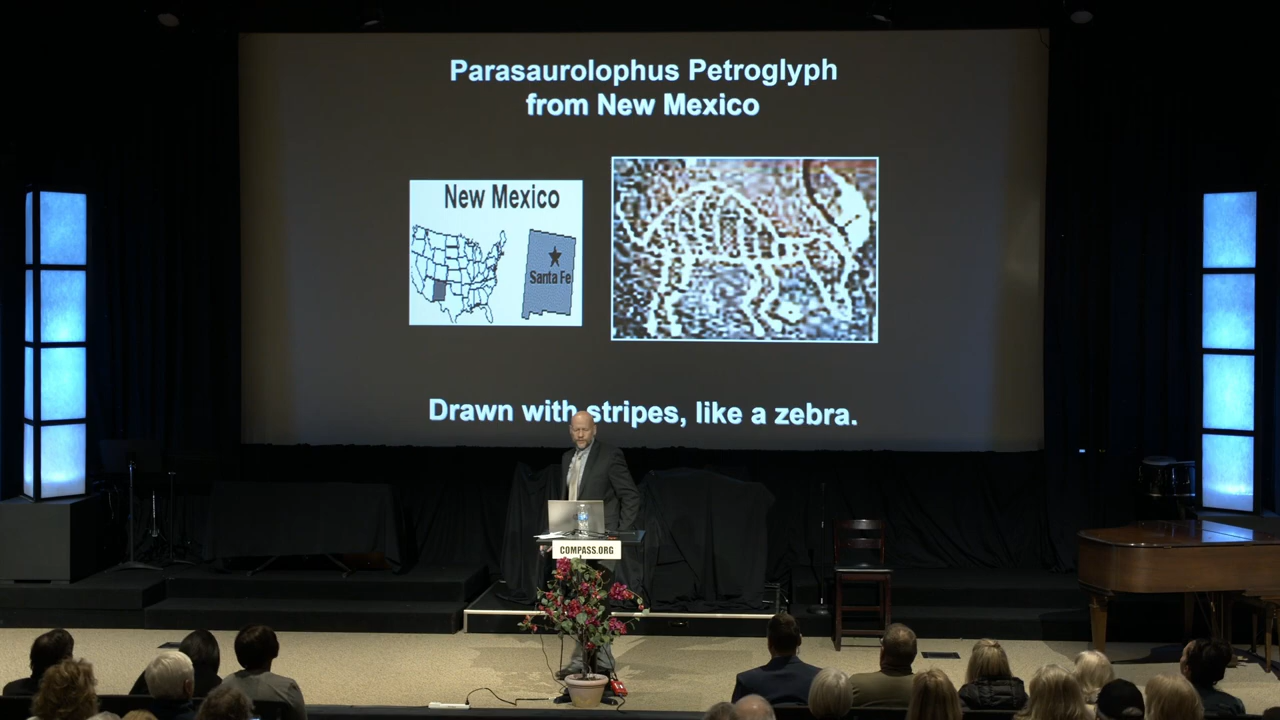 Parasaurolophus Petroglyph
from New Mexico
New Mexico
Santa Fe
Drawn with stripes, like a zebra.
COMPASS.ORG